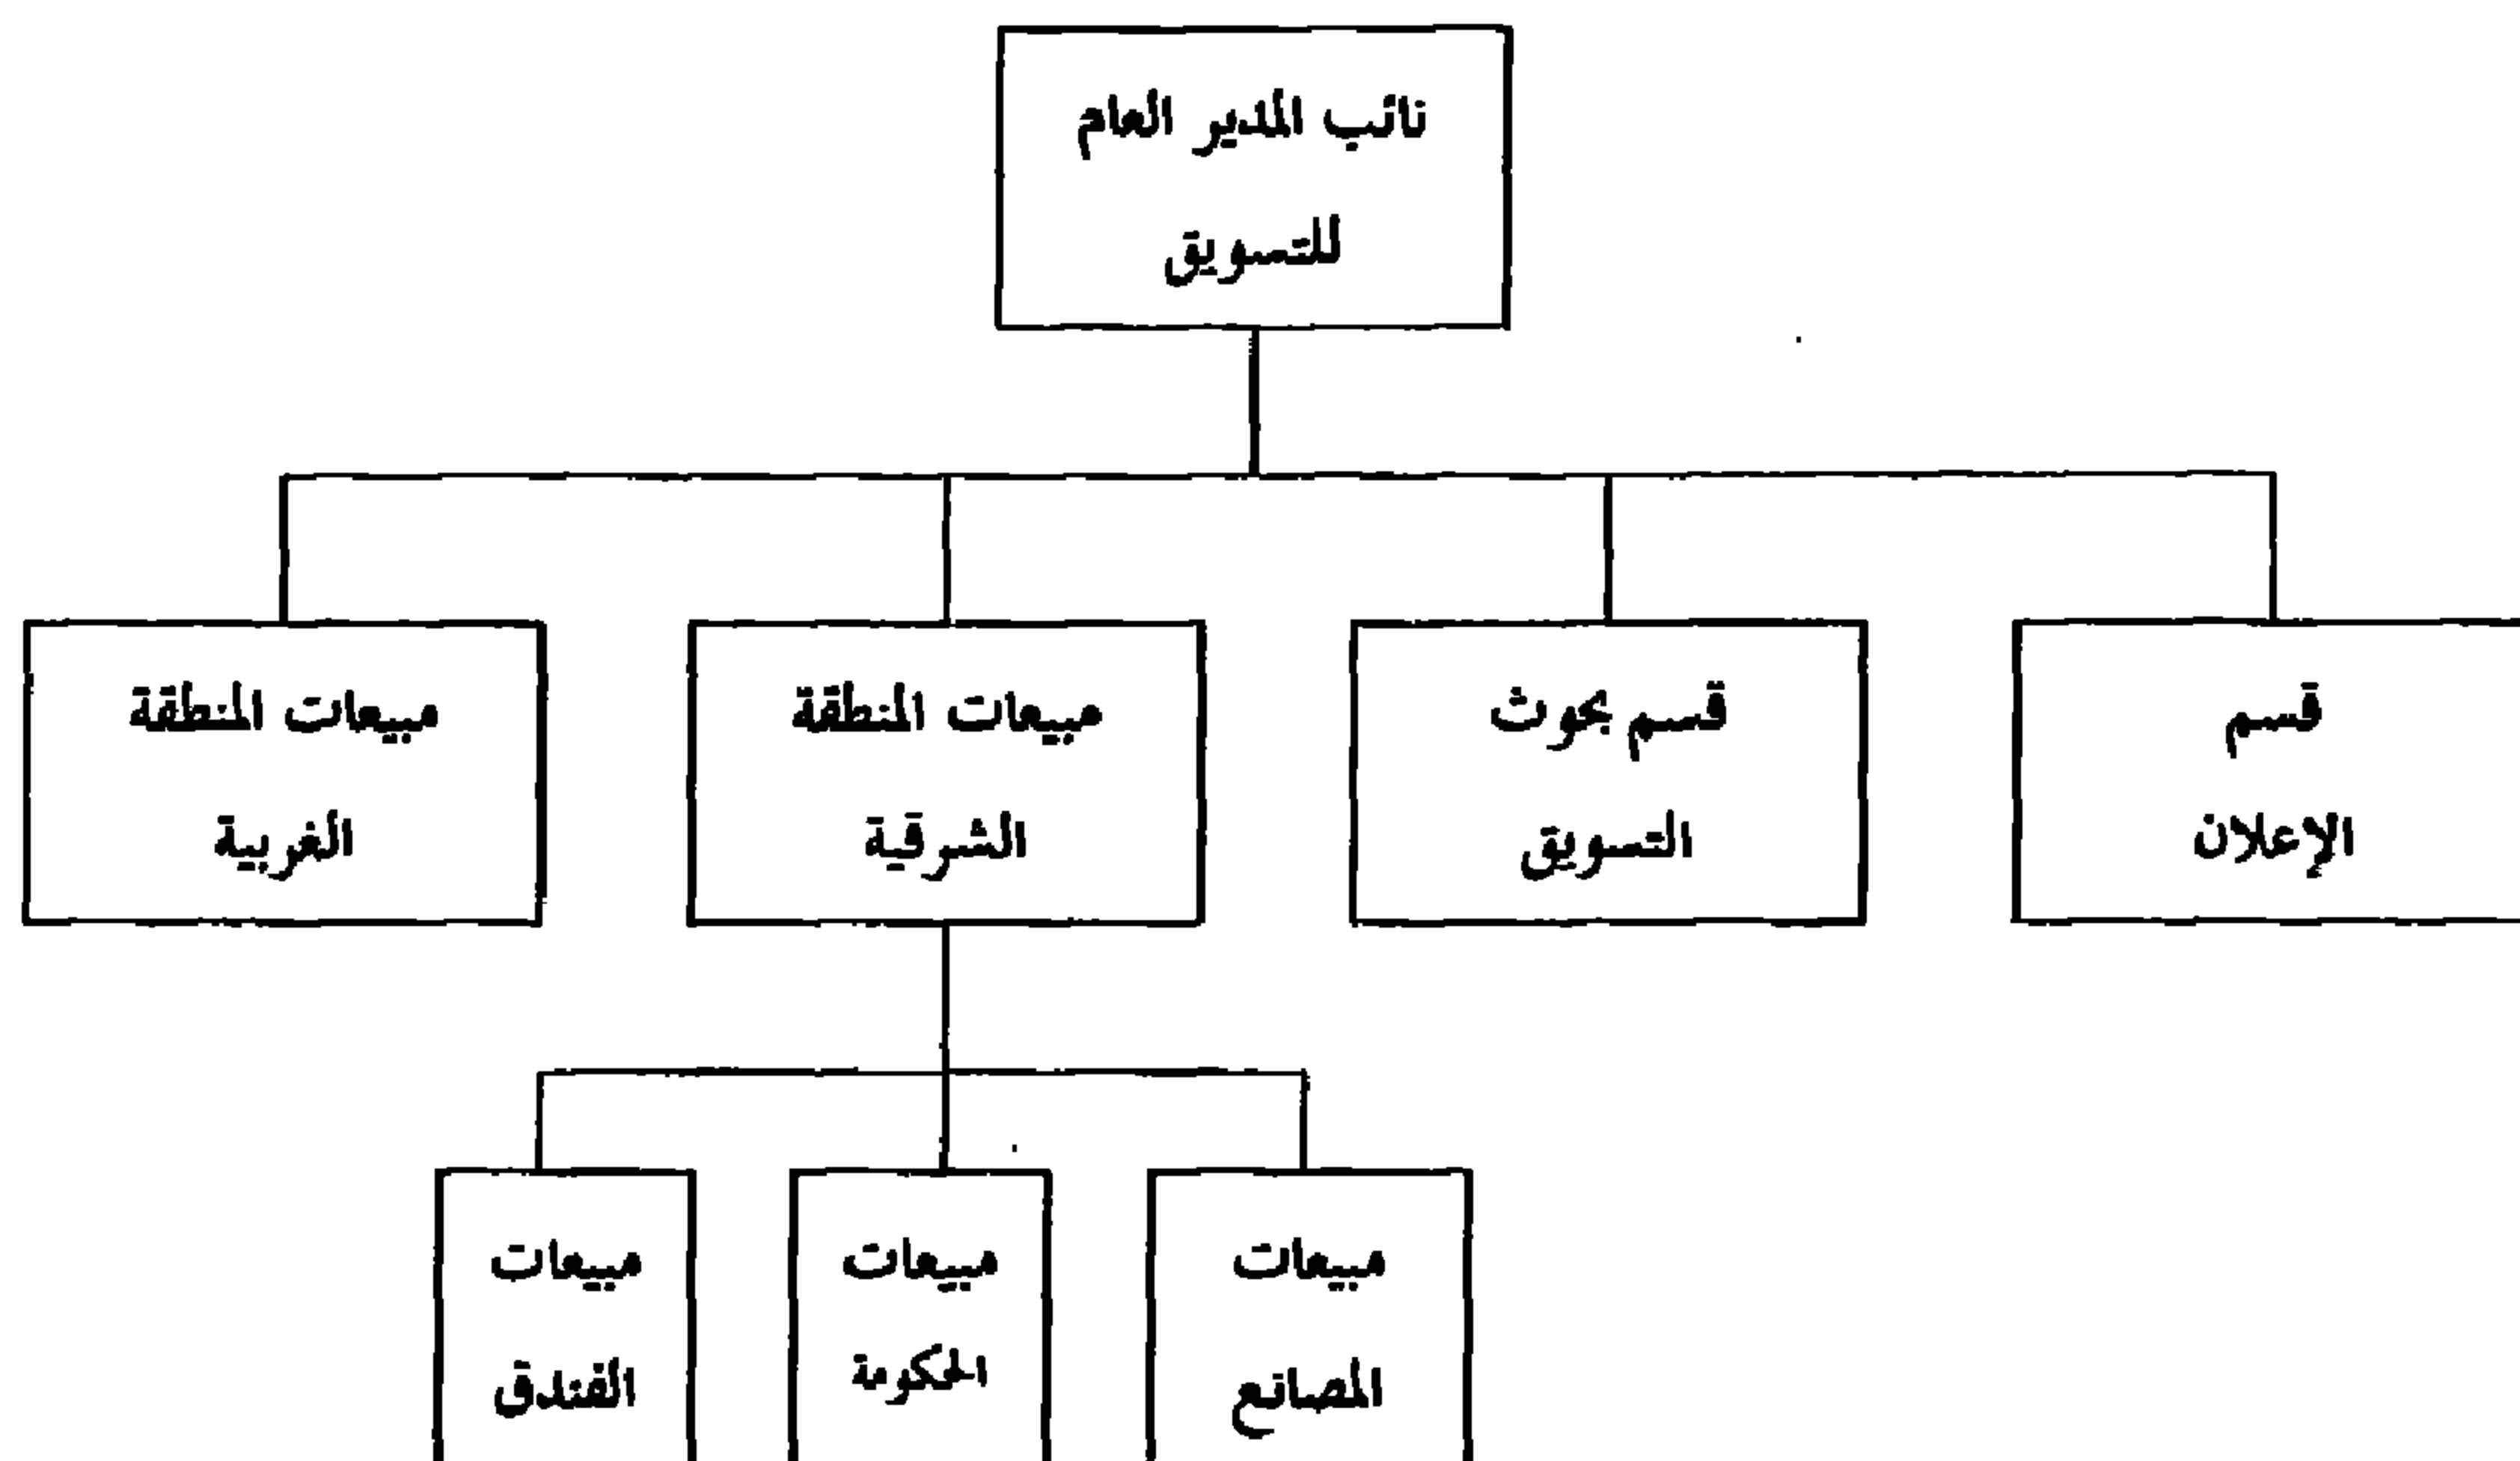 نائب المدير العام
للتسويق
قسم
الإعلان
قسم بحوث
التسويق
مبيعات المنطقة
الشرقية
مبيعات المنطقة
الغربية
مبيعات
المصانع
مبيعات
الحكومة
مبيعات
الفندق